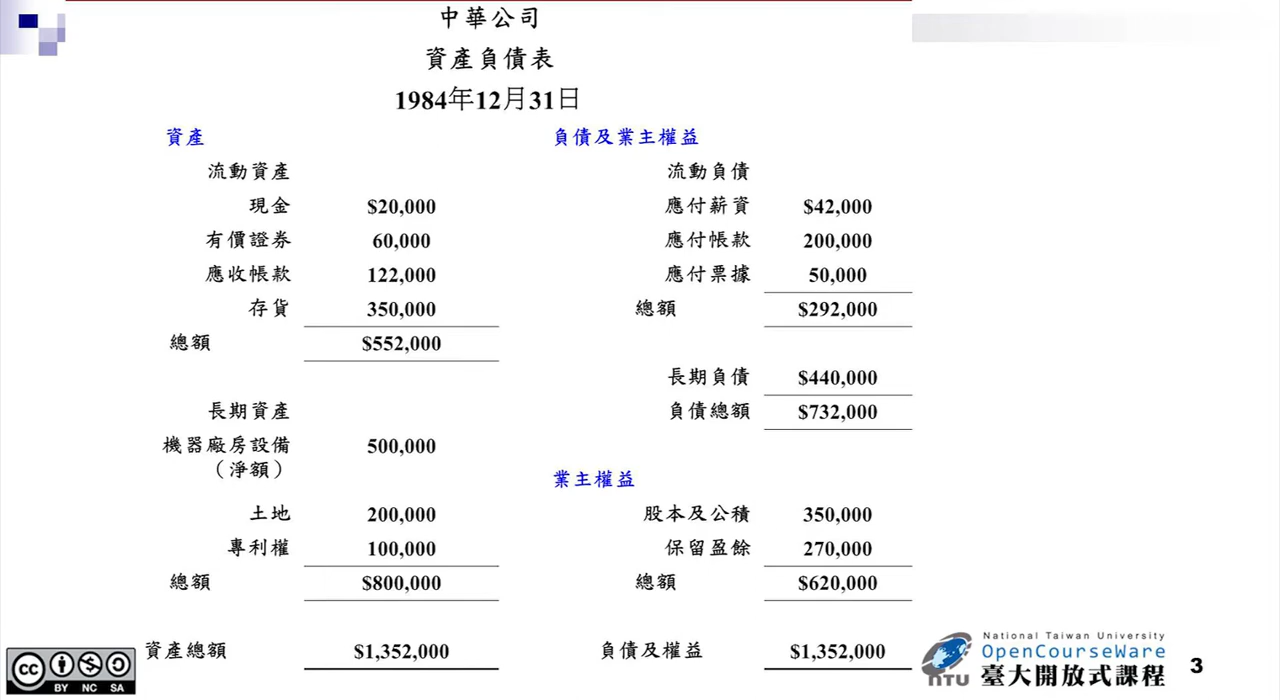 中華公司
資產負債表
1984年12月31日
資產
流動資產
現金 $20,000
有價證券 60,000
應收帳款 122,000
存貨 350,000
總額 $552,000
長期資產
機器廠房設備 500,000
(淨額)
土地 200,000
專利權 100,000
總額 $800,000
資產總額 $1,352,000
負債及業主權益
流動負債
應付薪資 $42,000
應付帳款 200,000
應付票據 50,000
總額 $292,000
長期負債 $440,000
負債總額 $732,000
業主權益
股本及公積 350,000
保留盈餘 270,000
總額 $620,000
負債及權益 $1,352,000
cc
BY NC SA
NTU
National Taiwan University
OpenCourseWare
臺大開放式課程
3